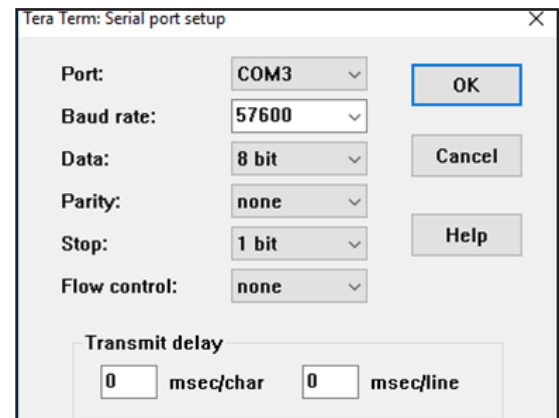 Tera Term: Serial port setup
Port: COM3 OK
Baud rate: 57600
Data: 8 bit Cancel
Parity: none
Stop: 1 bit Help
Flow control: none
Transmit delay
0 msec/char 0 msec/line